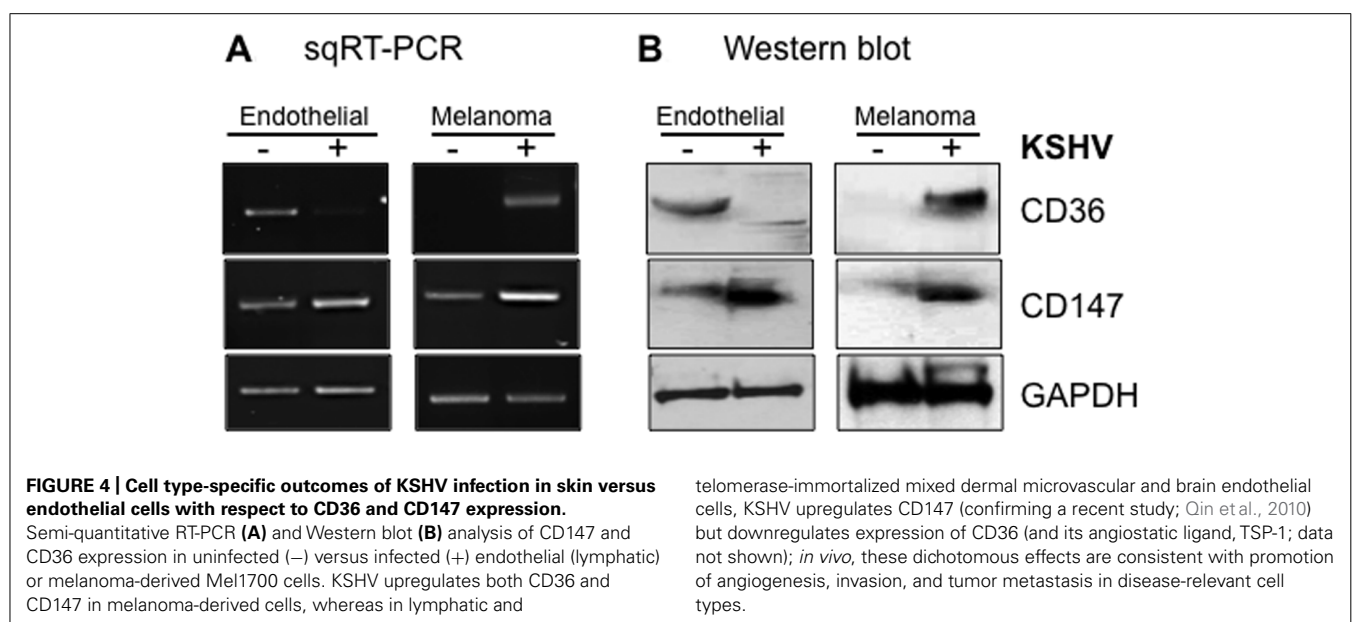 A sqRT-PCR
B Western blot
Endothelial Melanoma
Endothelial Melanoma
- + - +
- + - + KSHV
CD36
CD147
GAPDH
FIGURE 4 | Cell type-specific outcomes of KSHV infection in skin versus
endothelial cells with respect to CD36 and CD147 expression.
Semi-quantitative RT-PCR (A) and Western blot (B) analysis of CD147 and
CD36 expression in uninfected (−) versus infected (+) endothelial (lymphatic)
or melanoma-derived Mel1700 cells. KSHV upregulates both CD36 and
CD147 in melanoma-derived cells, whereas in lymphatic and
telomerase-immortalized mixed dermal microvascular and brain endothelial
cells, KSHV upregulates CD147 (confirming a recent study; Qin et al., 2010)
but downregulates expression of CD36 (and its angiostatic ligand, TSP-1; data
not shown); in vivo, these dichotomous effects are consistent with promotion
of angiogenesis, invasion, and tumor metastasis in disease-relevant cell
types.